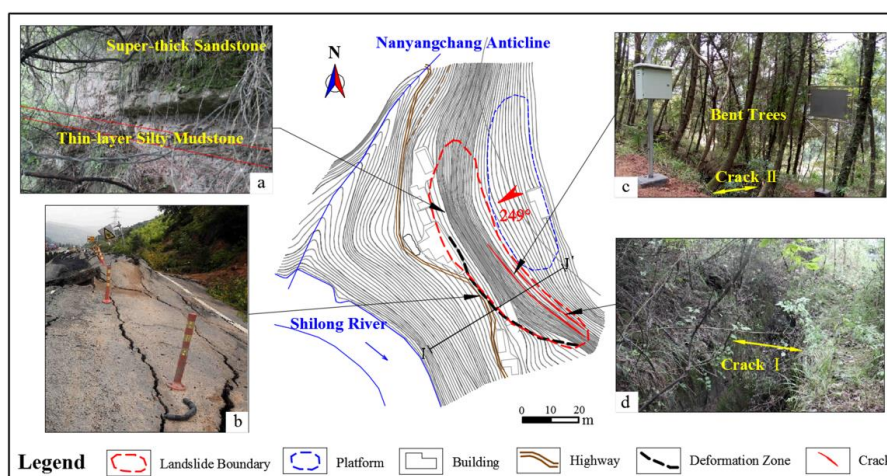 Super-thick Sandstone
Thin-layer Silty Mudstone
a
b
N
Nanyangchang Anticline
249°
I
I'
Shilong River
0 10 20
m
Bent Trees
Crack Ⅱ
c
Crack Ⅰ
d
Legend
Landslide Boundary
Platform
Building
Highway
Deformation Zone
Crack